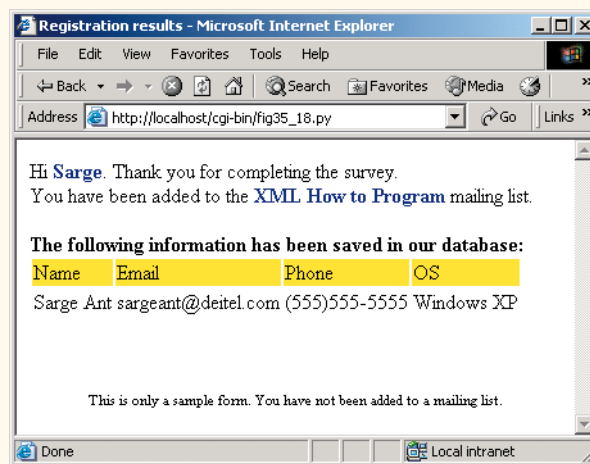 Registration results - Microsoft Internet Explorer
File Edit View Favorites Tools Help
Back Search Favorites Media »
Address http://localhost/cgi-bin/fig35_18.py Go Links »
Hi Sarge. Thank you for completing the survey.
You have been added to the XML How to Program mailing list.
The following information has been saved in our database:
Name Email Phone OS
Sarge Ant sargeant@deitel.com (555)555-5555 Windows XP
This is only a sample form. You have not been added to a mailing list.
Done Local intranet